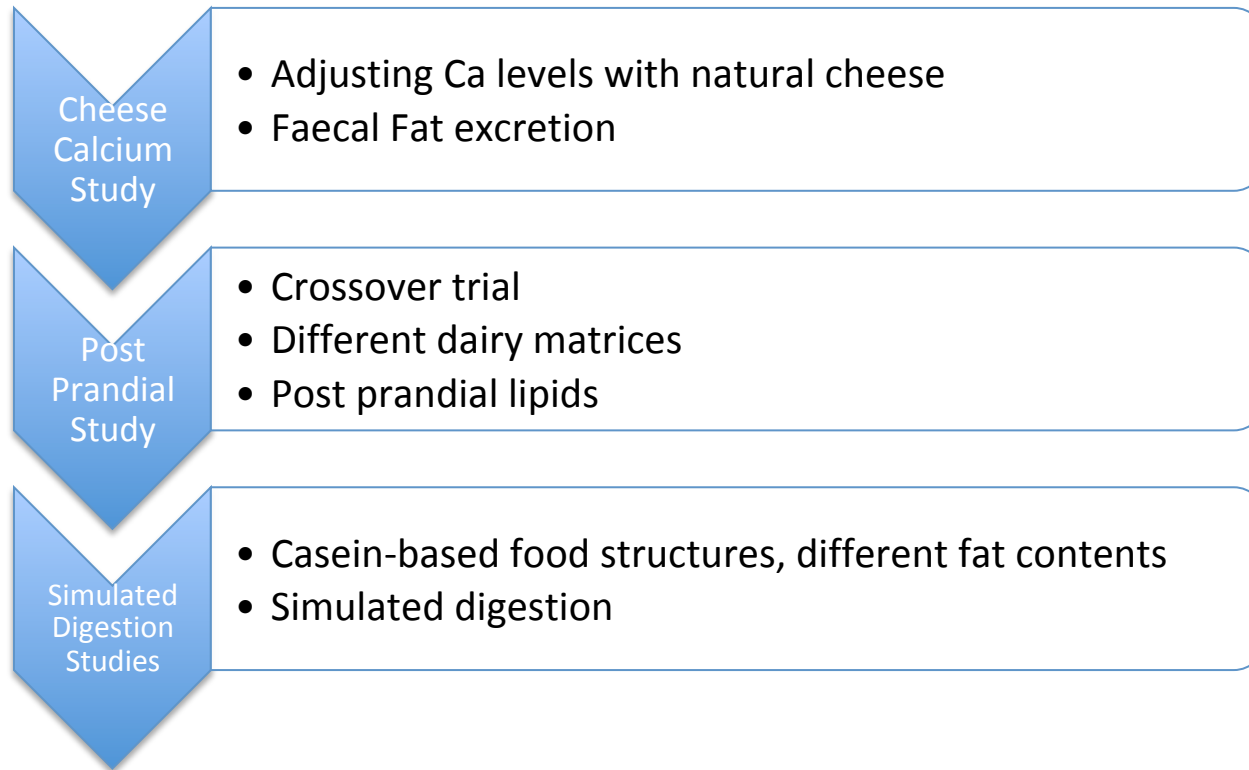 Cheese
Calcium
Study
• Adjusting Ca levels with natural cheese
• Faecal Fat excretion
Post
Prandial
Study
• Crossover trial
• Different dairy matrices
• Post prandial lipids
Simulated
Digestion
Studies
• Casein-based food structures, different fat contents
• Simulated digestion